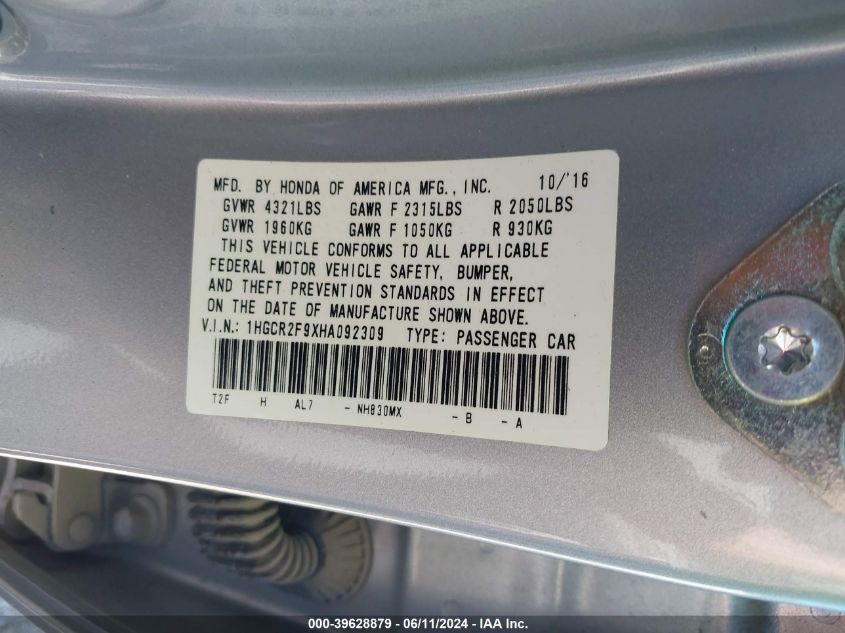 MFD. BY HONDA OF AMERICA MFG., INC. 10/'16
GVWR 4321LBS GAWR F 2315LBS R 2050LBS
GVWR 1960KG GAWR F 1050KG R 930KG
THIS VEHICLE CONFORMS TO ALL APPLICABLE
FEDERAL MOTOR VEHICLE SAFETY, BUMPER,
AND THEFT PREVENTION STANDARDS IN EFFECT
ON THE DATE OF MANUFACTURE SHOWN ABOVE.
V.I.N.: 1HGCR2F9XHA092309 TYPE: PASSENGER CAR
T2F H AL7 - NH830MX - B - A
000-39628879 - 06/11/2024 - IAA Inc.